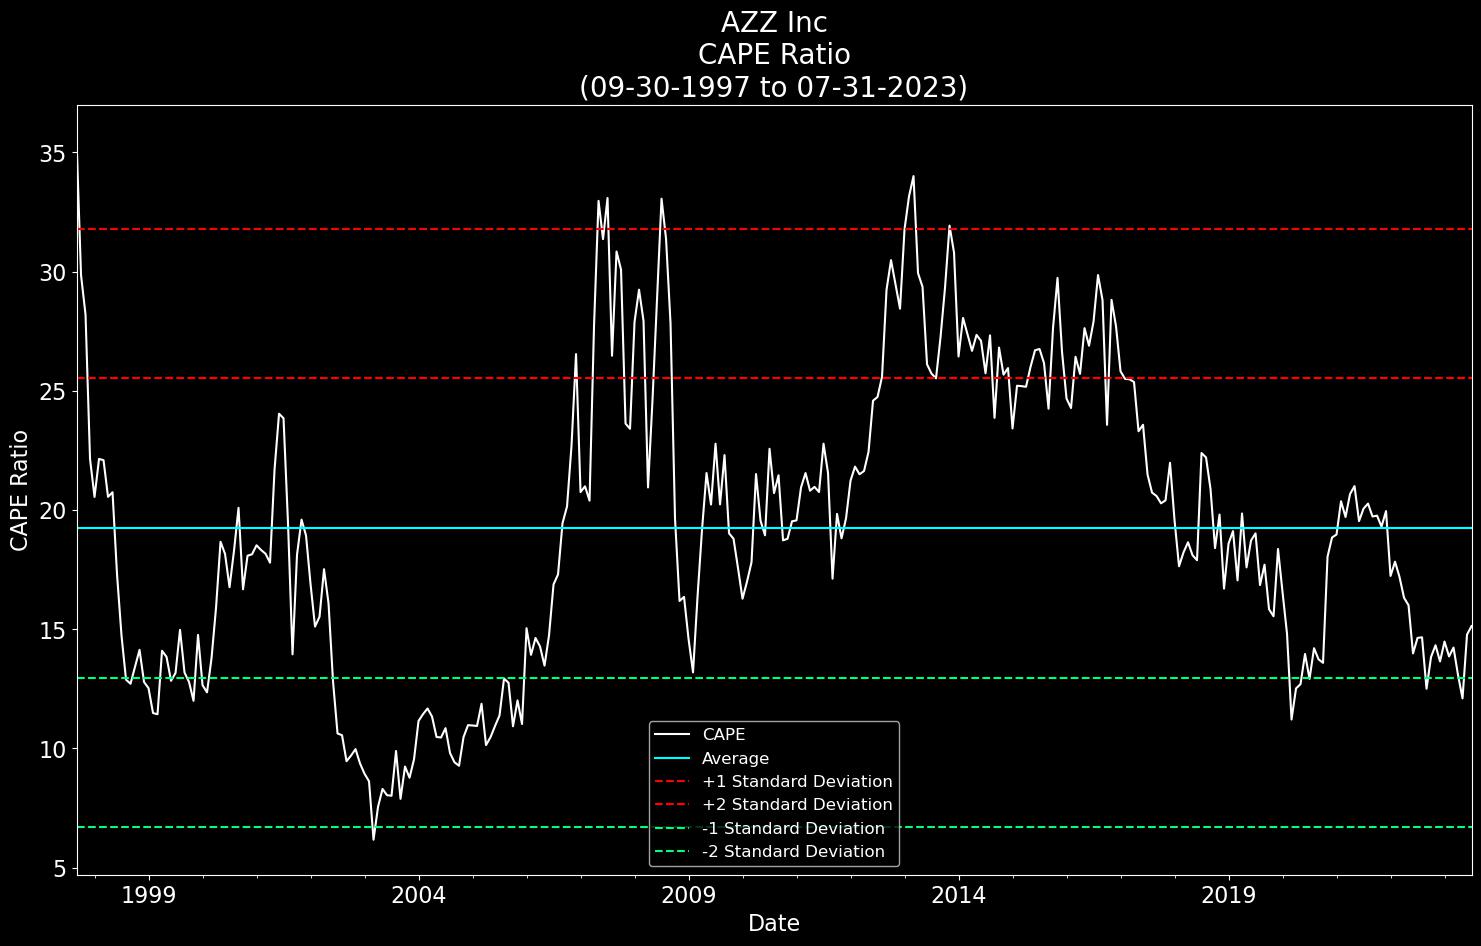 AZZ Inc
CAPE Ratio
(09-30-1997 to 07-31-2023)
CAPE Ratio
35
30
25
20
15
10
5
1999
2004
2009
2014
2019
Date
CAPE
Average
+1 Standard Deviation
+2 Standard Deviation
-1 Standard Deviation
-2 Standard Deviation